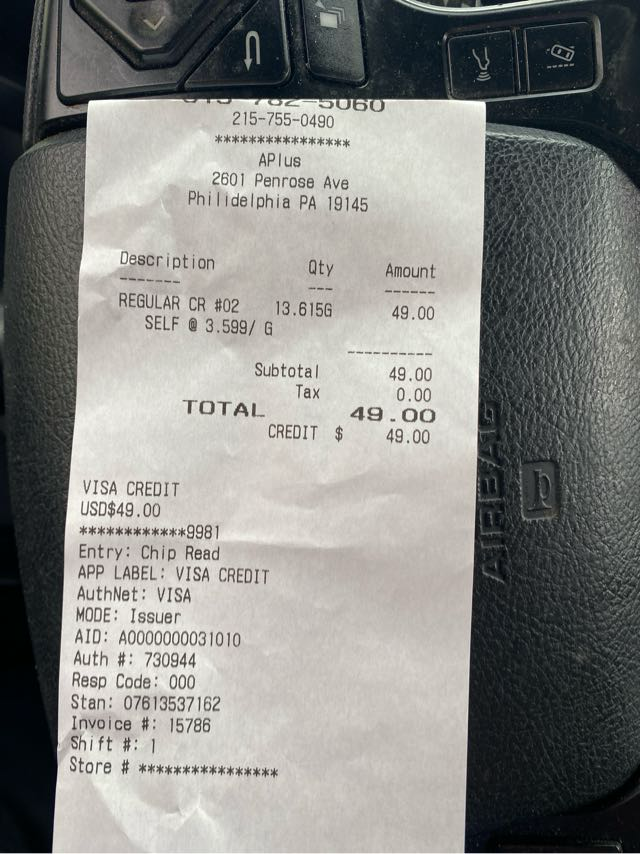 215-755-0490
****************
APlus
2601 Penrose Ave
Philidelphia PA 19145
Description Qty Amount
------- --- ------
REGULAR CR #02 13.615G 49.00
SELF @ 3.599/ G
----------
Subtotal 49.00
Tax 0.00
TOTAL 49.00
CREDIT $ 49.00
VISA CREDIT
USD$49.00
************9981
Entry: Chip Read
APP LABEL: VISA CREDIT
AuthNet: VISA
MODE: Issuer
AID: A0000000031010
Auth #: 730944
Resp Code: 000
Stan: 07613537162
Invoice #: 15786
Shift #: 1
Store # ****************
AIRBAG